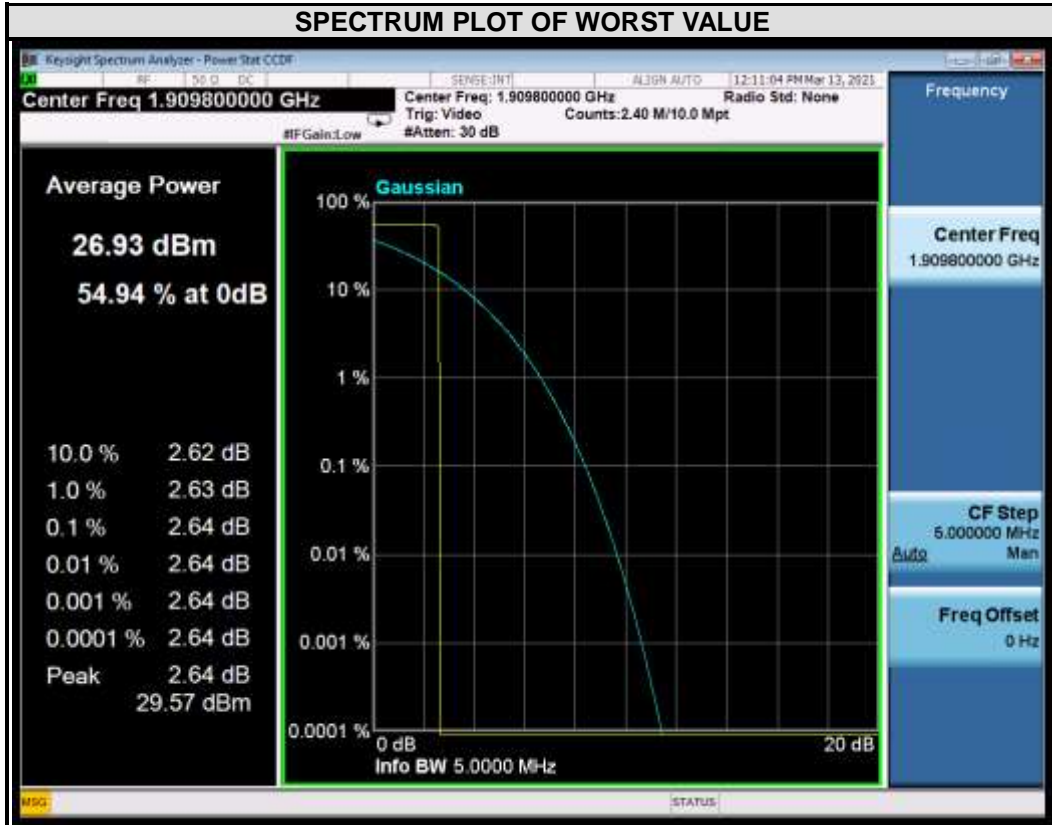 SPECTRUM PLOT OF WORST VALUE
Keysight Spectrum Analyzer - Power Stat CCDF
RF 50 Ω DC SENSE:INT ALIGN AUTO 12:11:04 PM Mar 13, 2021
Center Freq 1.909800000 GHz
Center Freq: 1.909800000 GHz Radio Std: None
Trig: Video Counts:2.40 M/10.0 Mpt
#IFGain:Low #Atten: 30 dB
Frequency
Average Power
26.93 dBm
54.94 % at 0dB
10.0 % 2.62 dB
1.0 % 2.63 dB
0.1 % 2.64 dB
0.01 % 2.64 dB
0.001 % 2.64 dB
0.0001 % 2.64 dB
Peak 2.64 dB
29.57 dBm
Gaussian
100 %
10 %
1 %
0.1 %
0.01 %
0.001 %
0.0001 %
0 dB 20 dB
Info BW 5.0000 MHz
Center Freq
1.909800000 GHz
CF Step
5.000000 MHz
Auto Man
Freq Offset
0 Hz
MSG STATUS